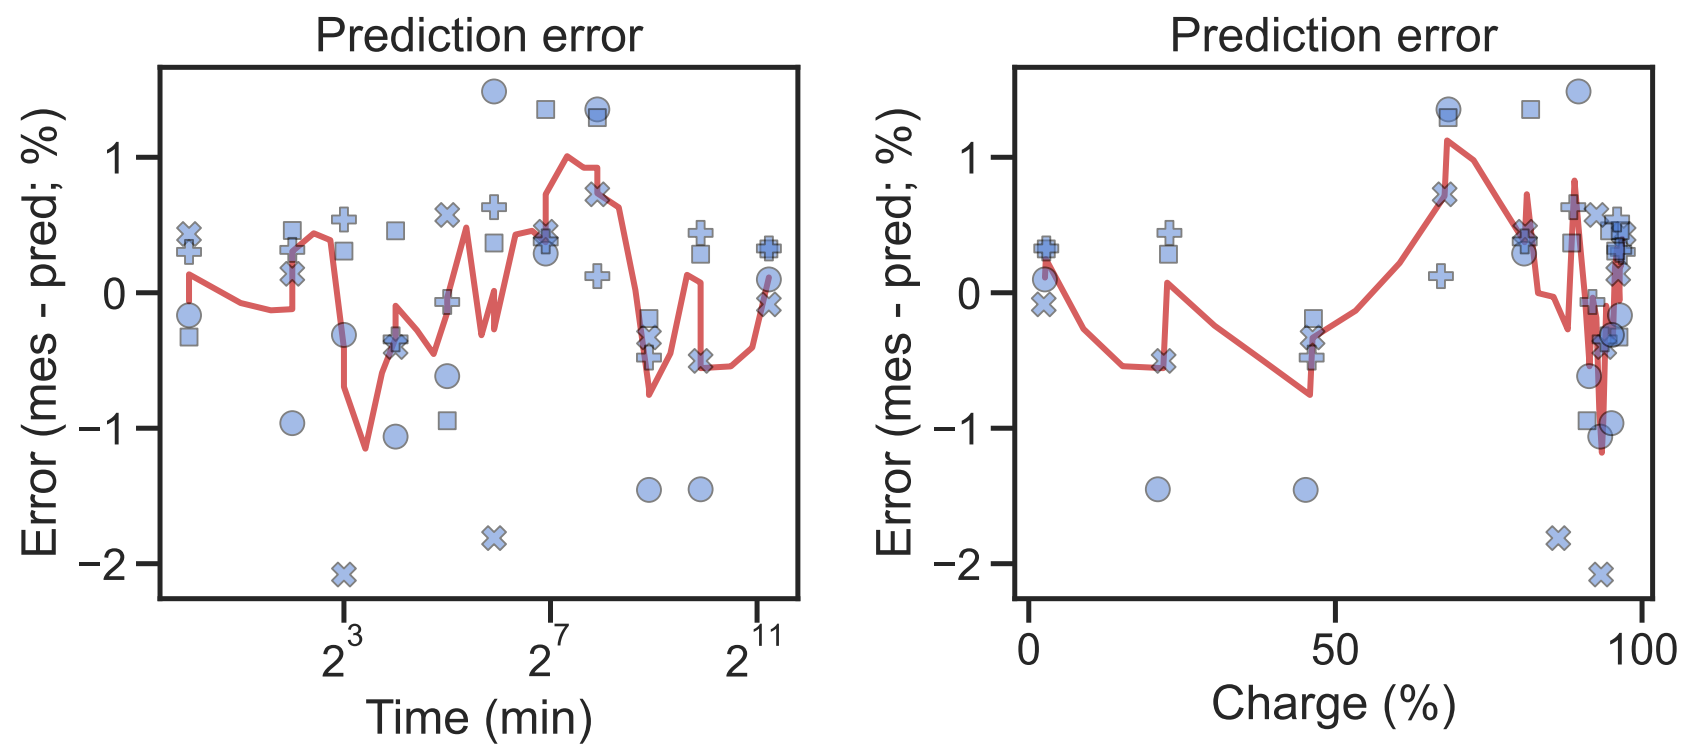 Prediction error
Error (mes - pred; %)
1
0
−1
−2
2^3
2^7
2^11
Time (min)
Prediction error
Error (mes - pred; %)
1
0
−1
−2
0
50
100
Charge (%)